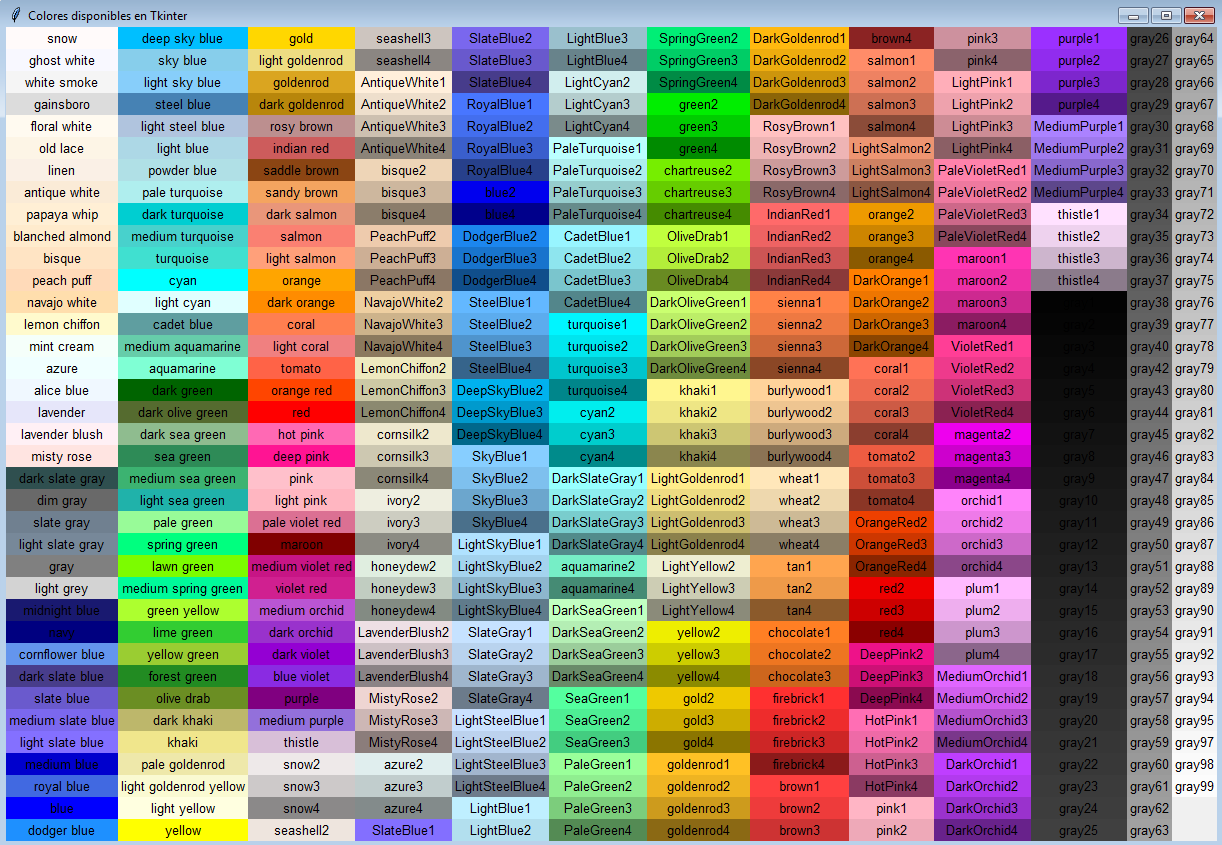 Colores disponibles en Tkinter
snow deep sky blue gold seashell3 SlateBlue2 LightBlue3 SpringGreen2 DarkGoldenrod1 brown4 pink3 purple1 gray26 gray64
ghost white sky blue light goldenrod seashell4 SlateBlue3 LightBlue4 SpringGreen3 DarkGoldenrod2 salmon1 pink4 purple2 gray27 gray65
white smoke light sky blue goldenrod AntiqueWhite1 SlateBlue4 LightCyan2 SpringGreen4 DarkGoldenrod3 salmon2 LightPink1 purple3 gray28 gray66
gainsboro steel blue dark goldenrod AntiqueWhite2 RoyalBlue1 LightCyan3 green2 DarkGoldenrod4 salmon3 LightPink2 purple4 gray29 gray67
floral white light steel blue rosy brown AntiqueWhite3 RoyalBlue2 LightCyan4 green3 RosyBrown1 salmon4 LightPink3 MediumPurple1 gray30 gray68
old lace light blue indian red AntiqueWhite4 RoyalBlue3 PaleTurquoise1 green4 RosyBrown2 LightSalmon2 LightPink4 MediumPurple2 gray31 gray69
linen powder blue saddle brown bisque2 RoyalBlue4 PaleTurquoise2 chartreuse2 RosyBrown3 LightSalmon3 PaleVioletRed1 MediumPurple3 gray32 gray70
antique white pale turquoise sandy brown bisque3 blue2 PaleTurquoise3 chartreuse3 RosyBrown4 LightSalmon4 PaleVioletRed2 MediumPurple4 gray33 gray71
papaya whip dark turquoise dark salmon bisque4 blue4 PaleTurquoise4 chartreuse4 IndianRed1 orange2 PaleVioletRed3 thistle1 gray34 gray72
blanched almond medium turquoise salmon PeachPuff2 DodgerBlue2 CadetBlue1 OliveDrab1 IndianRed2 orange3 PaleVioletRed4 thistle2 gray35 gray73
bisque turquoise light salmon PeachPuff3 DodgerBlue3 CadetBlue2 OliveDrab2 IndianRed3 orange4 maroon1 thistle3 gray36 gray74
peach puff cyan orange PeachPuff4 DodgerBlue4 CadetBlue3 OliveDrab4 IndianRed4 DarkOrange1 maroon2 thistle4 gray37 gray75
navajo white light cyan dark orange NavajoWhite2 SteelBlue1 CadetBlue4 DarkOliveGreen1 sienna1 DarkOrange2 maroon3 gray38 gray76
lemon chiffon cadet blue coral NavajoWhite3 SteelBlue2 turquoise1 DarkOliveGreen2 sienna2 DarkOrange3 maroon4 gray2 gray39 gray77
mint cream medium aquamarine light coral NavajoWhite4 SteelBlue3 turquoise2 DarkOliveGreen3 sienna3 DarkOrange4 VioletRed1 gray3 gray40 gray78
azure aquamarine tomato LemonChiffon2 SteelBlue4 turquoise3 DarkOliveGreen4 sienna4 coral1 VioletRed2 gray4 gray42 gray79
alice blue dark green orange red LemonChiffon3 DeepSkyBlue2 turquoise4 khaki1 burlywood1 coral2 VioletRed3 gray5 gray43 gray80
lavender dark olive green red LemonChiffon4 DeepSkyBlue3 cyan2 khaki2 burlywood2 coral3 VioletRed4 gray6 gray44 gray81
lavender blush dark sea green hot pink cornsilk2 DeepSkyBlue4 cyan3 khaki3 burlywood3 coral4 magenta2 gray7 gray45 gray82
misty rose sea green deep pink cornsilk3 SkyBlue1 cyan4 khaki4 burlywood4 tomato2 magenta3 gray8 gray46 gray83
dark slate gray medium sea green pink cornsilk4 SkyBlue2 DarkSlateGray1 LightGoldenrod1 wheat1 tomato3 magenta4 gray9 gray47 gray84
dim gray light sea green light pink ivory2 SkyBlue3 DarkSlateGray2 LightGoldenrod2 wheat2 tomato4 orchid1 gray10 gray48 gray85
slate gray pale green pale violet red ivory3 SkyBlue4 DarkSlateGray3 LightGoldenrod3 wheat3 OrangeRed2 orchid2 gray11 gray49 gray86
light slate gray spring green maroon ivory4 LightSkyBlue1 DarkSlateGray4 LightGoldenrod4 wheat4 OrangeRed3 orchid3 gray12 gray50 gray87
gray lawn green medium violet red honeydew2 LightSkyBlue2 aquamarine2 LightYellow2 tan1 OrangeRed4 orchid4 gray13 gray51 gray88
light grey medium spring green violet red honeydew3 LightSkyBlue3 aquamarine4 LightYellow3 tan2 red2 plum1 gray14 gray52 gray89
midnight blue green yellow medium orchid honeydew4 LightSkyBlue4 DarkSeaGreen1 LightYellow4 tan4 red3 plum2 gray15 gray53 gray90
navy lime green dark orchid LavenderBlush2 SlateGray1 DarkSeaGreen2 yellow2 chocolate1 red4 plum3 gray16 gray54 gray91
cornflower blue yellow green dark violet LavenderBlush3 SlateGray2 DarkSeaGreen3 yellow3 chocolate2 DeepPink2 plum4 gray17 gray55 gray92
dark slate blue forest green blue violet LavenderBlush4 SlateGray3 DarkSeaGreen4 yellow4 chocolate3 DeepPink3 MediumOrchid1 gray18 gray56 gray93
slate blue olive drab purple MistyRose2 SlateGray4 SeaGreen1 gold2 firebrick1 DeepPink4 MediumOrchid2 gray19 gray57 gray94
medium slate blue dark khaki medium purple MistyRose3 LightSteelBlue1 SeaGreen2 gold3 firebrick2 HotPink1 MediumOrchid3 gray20 gray58 gray95
light slate blue khaki thistle MistyRose4 LightSteelBlue2 SeaGreen3 gold4 firebrick3 HotPink2 MediumOrchid4 gray21 gray59 gray97
medium blue pale goldenrod snow2 azure2 LightSteelBlue3 PaleGreen1 goldenrod1 firebrick4 HotPink3 DarkOrchid1 gray22 gray60 gray98
royal blue light goldenrod yellow snow3 azure3 LightSteelBlue4 PaleGreen2 goldenrod2 brown1 HotPink4 DarkOrchid2 gray23 gray61 gray99
blue light yellow snow4 azure4 LightBlue1 PaleGreen3 goldenrod3 brown2 pink1 DarkOrchid3 gray24 gray62
dodger blue yellow seashell2 SlateBlue1 LightBlue2 PaleGreen4 goldenrod4 brown3 pink2 DarkOrchid4 gray25 gray63